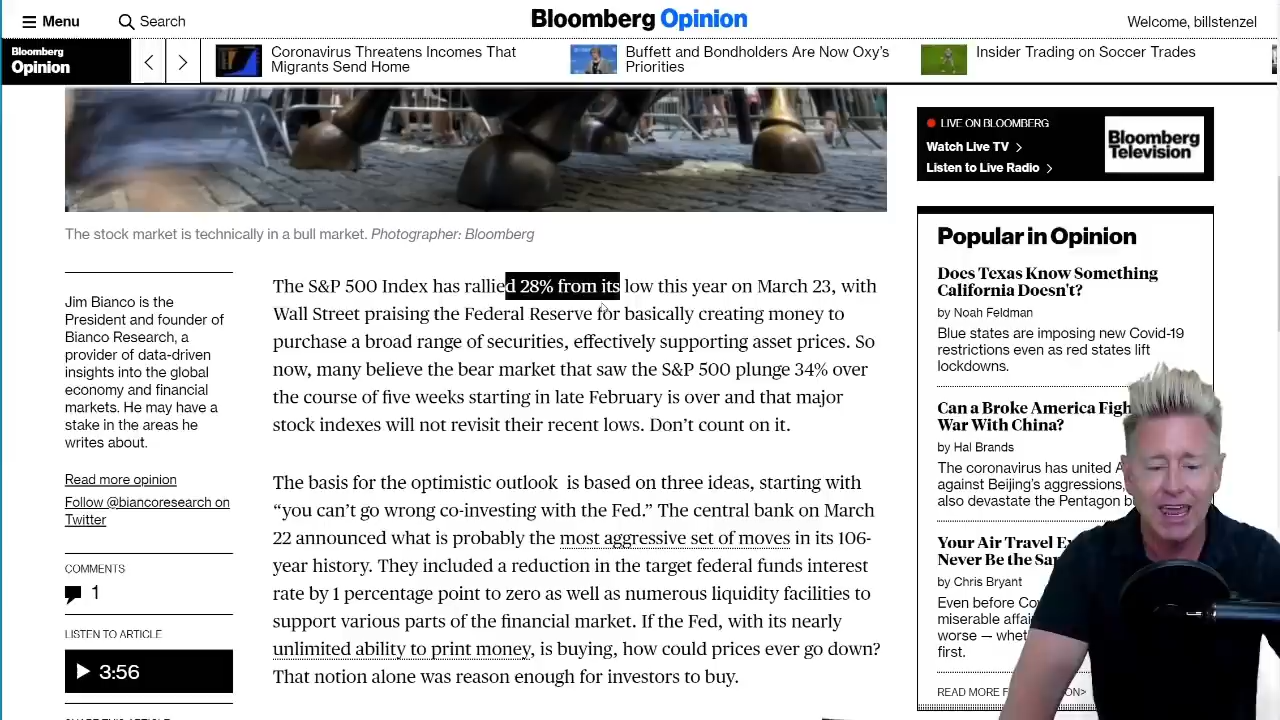 Menu
Search
Bloomberg Opinion
Welcome, billstenzel
Bloomberg
Opinion
Coronavirus Threatens Incomes That
Migrants Send Home
Buffett and Bondholders Are Now Oxy's
Priorities
Insider Trading on Soccer Trades
The stock market is technically in a bull market. Photographer: Bloomberg
Jim Bianco is the
President and founder of
Bianco Research, a
provider of data-driven
insights into the global
economy and financial
markets. He may have a
stake in the areas he
writes about.
Read more opinion
Follow @biancoresearch on
Twitter
COMMENTS
1
LISTEN TO ARTICLE
3:56
The S&P 500 Index has rallied 28% from its low this year on March 23, with
Wall Street praising the Federal Reserve for basically creating money to
purchase a broad range of securities, effectively supporting asset prices. So
now, many believe the bear market that saw the S&P 500 plunge 34% over
the course of five weeks starting in late February is over and that major
stock indexes will not revisit their recent lows. Don't count on it.
The basis for the optimistic outlook is based on three ideas, starting with
“you can't go wrong co-investing with the Fed.” The central bank on March
22 announced what is probably the most aggressive set of moves in its 106-
year history. They included a reduction in the target federal funds interest
rate by 1 percentage point to zero as well as numerous liquidity facilities to
support various parts of the financial market. If the Fed, with its nearly
unlimited ability to print money, is buying, how could prices ever go down?
That notion alone was reason enough for investors to buy.
LIVE ON BLOOMBERG
Watch Live TV
Listen to Live Radio
Bloomberg
Television
Popular in Opinion
Does Texas Know Something
California Doesn't?
by Noah Feldman
Blue states are imposing new Covid-19
restrictions even as red states lift
lockdowns.
Can a Broke America
War With China?
by Hal Brands
The coronavirus has united
against Beijing's aggressions,
also devastate the Pentagon
Your Air Travel
Never Be the
by Chris Bryant
Even before
miserable
worse —
first.
READ MORE